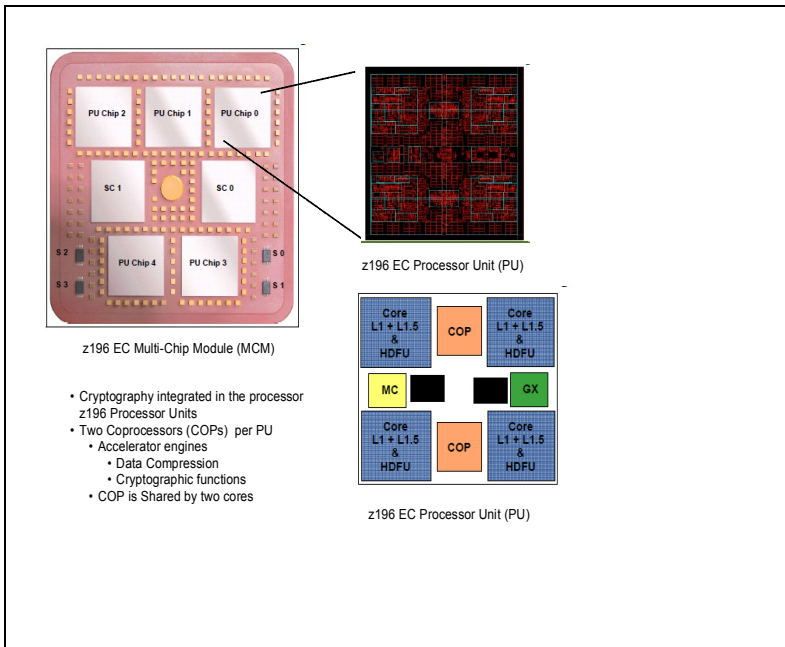 PU Chip 2
PU Chip 1
PU Chip 0
SC 1
SC 0
S 2
S 3
PU Chip 4
PU Chip 3
S 0
S 1
z196 EC Multi-Chip Module (MCM)
z196 EC Processor Unit (PU)
Core
L1 + L1.5
&
HDFU
COP
Core
L1 + L1.5
&
HDFU
MC
GX
Core
L1 + L1.5
&
HDFU
COP
Core
L1 + L1.5
&
HDFU
z196 EC Processor Unit (PU)
• Cryptography integrated in the processor
z196 Processor Units
• Two Coprocessors (COPs) per PU
• Accelerator engines
• Data Compression
• Cryptographic functions
• COP is Shared by two cores